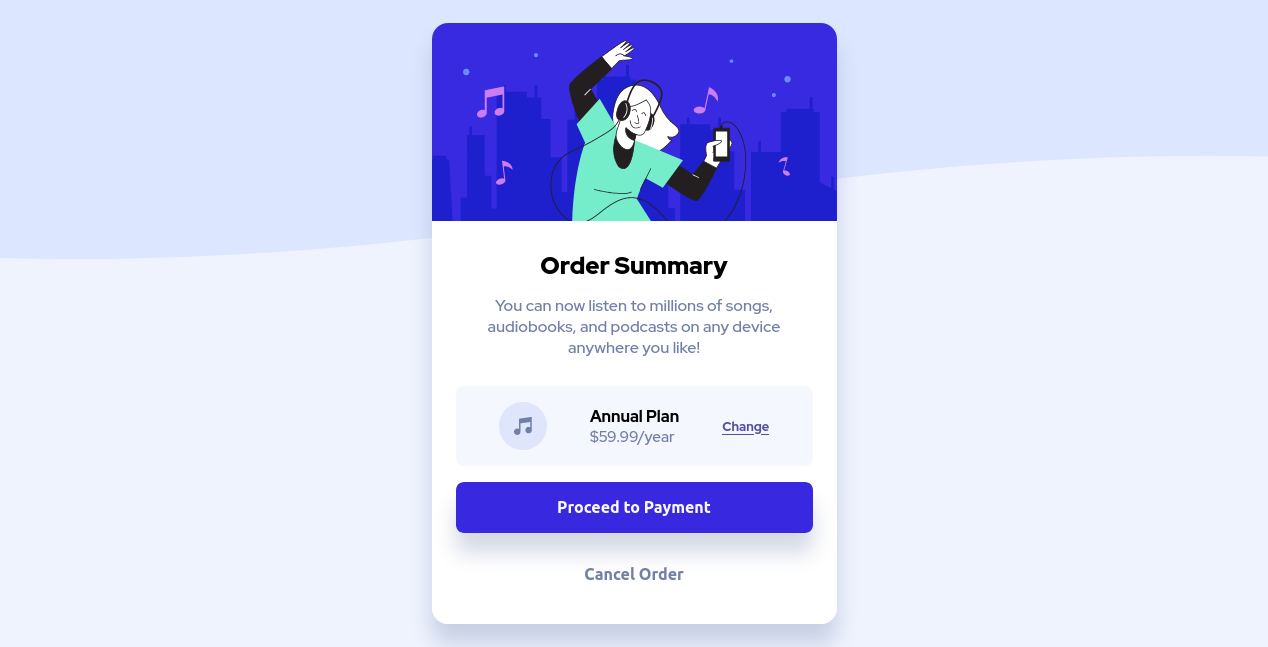 Order Summary
You can now listen to millions of songs,
audiobooks, and podcasts on any device
anywhere you like!
Annual Plan
$59.99/year
Change
Proceed to Payment
Cancel Order